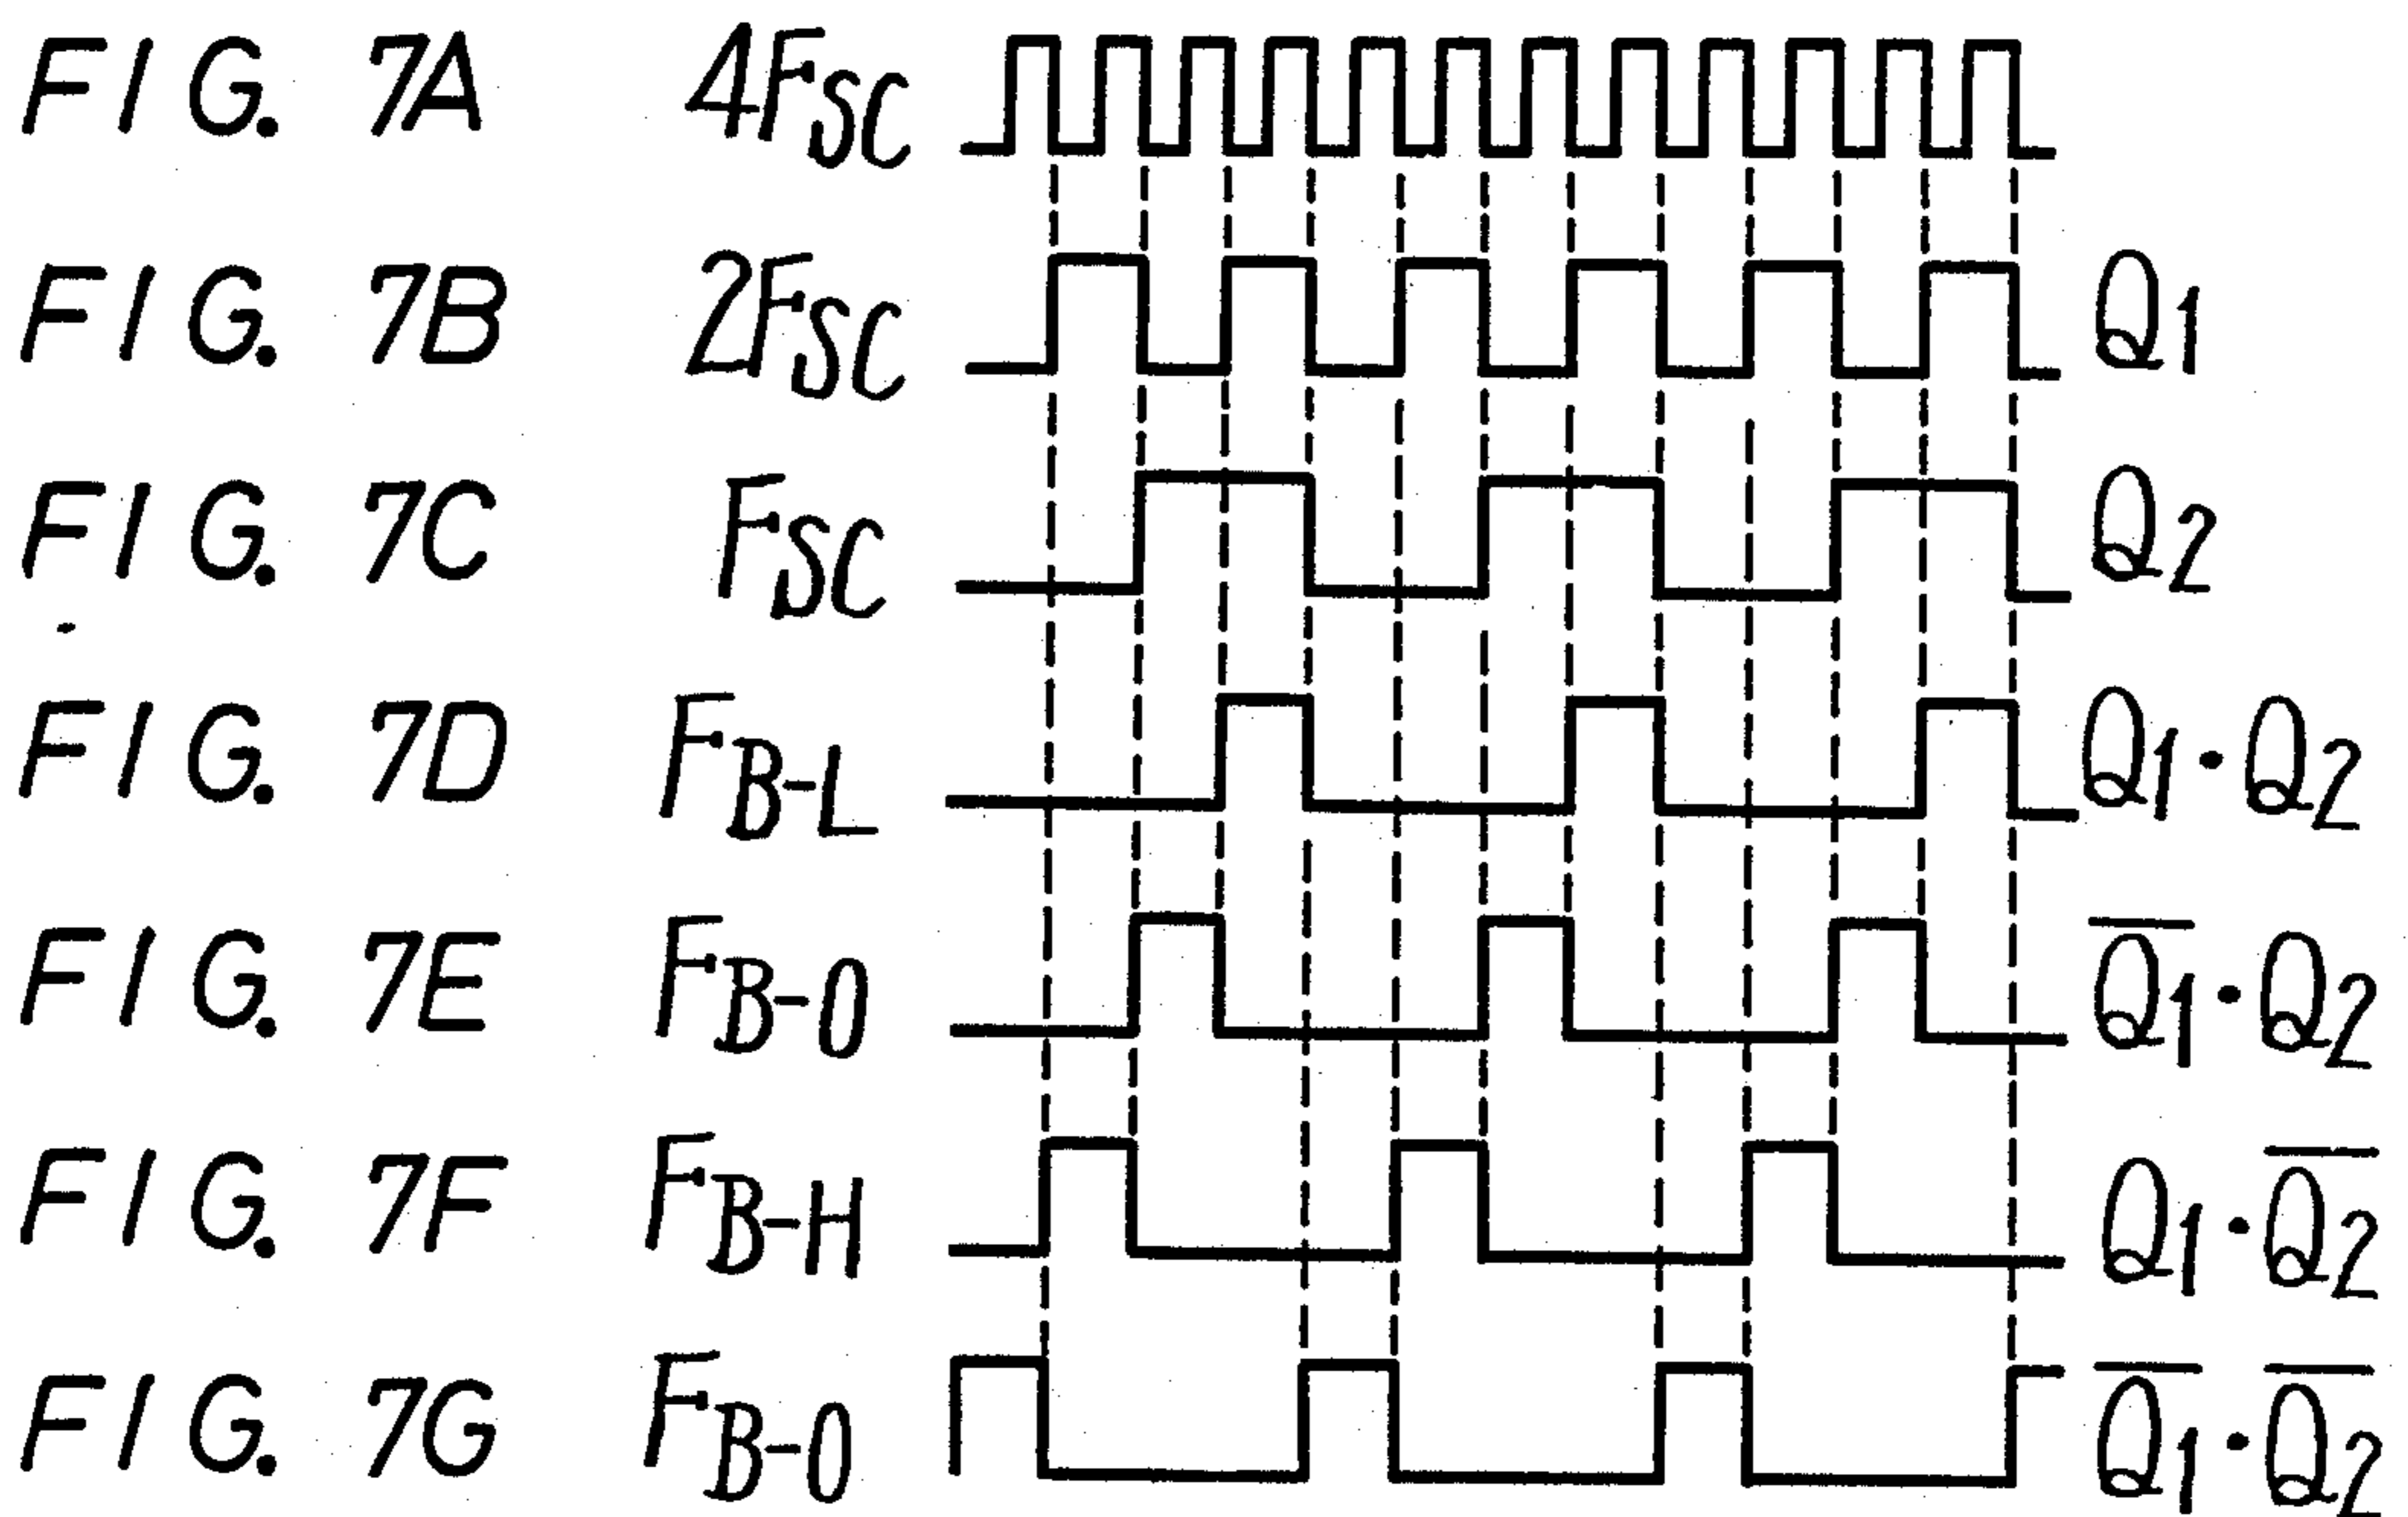 FIG. 7A 4FSC
FIG. 7B 2FSC Q1
FIG. 7C FSC Q2
FIG. 7D FB-L Q1·Q2
FIG. 7E FB-0 Q̅1·Q2
FIG. 7F FB-H Q1·Q̅2
FIG. 7G FB-0 Q̅1·Q̅2